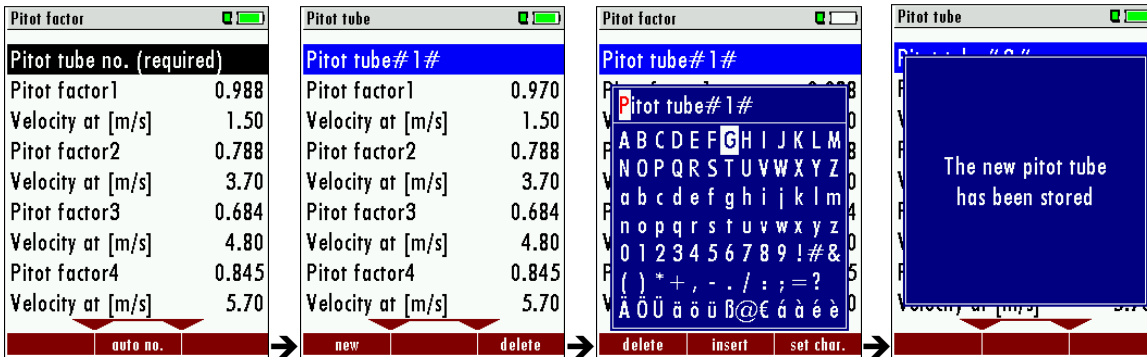 Pitot factor
Pitot tube no. (required)
Pitot factor1 0.988
Velocity at [m/s] 1.50
Pitot factor2 0.788
Velocity at [m/s] 3.70
Pitot factor3 0.684
Velocity at [m/s] 4.80
Pitot factor4 0.845
Velocity at [m/s] 5.70
auto no.
Pitot tube
Pitot tube#1#
Pitot factor1 0.970
Velocity at [m/s] 1.50
Pitot factor2 0.788
Velocity at [m/s] 3.70
Pitot factor3 0.684
Velocity at [m/s] 4.80
Pitot factor4 0.845
Velocity at [m/s] 5.70
new delete
Pitot factor
Pitot tube#1#
Pitot tube#1#
A B C D E F G H I J K L M
N O P Q R S T U V W X Y Z
a b c d e f g h i j k l m
n o p q r s t u v w x y z
0 1 2 3 4 5 6 7 8 9 ! # &
( ) * + , - . / : ; = ?
Ä Ö Ü ä ö ü ß @ € á à é è
delete insert set char.
Pitot tube
The new pitot tube
has been stored